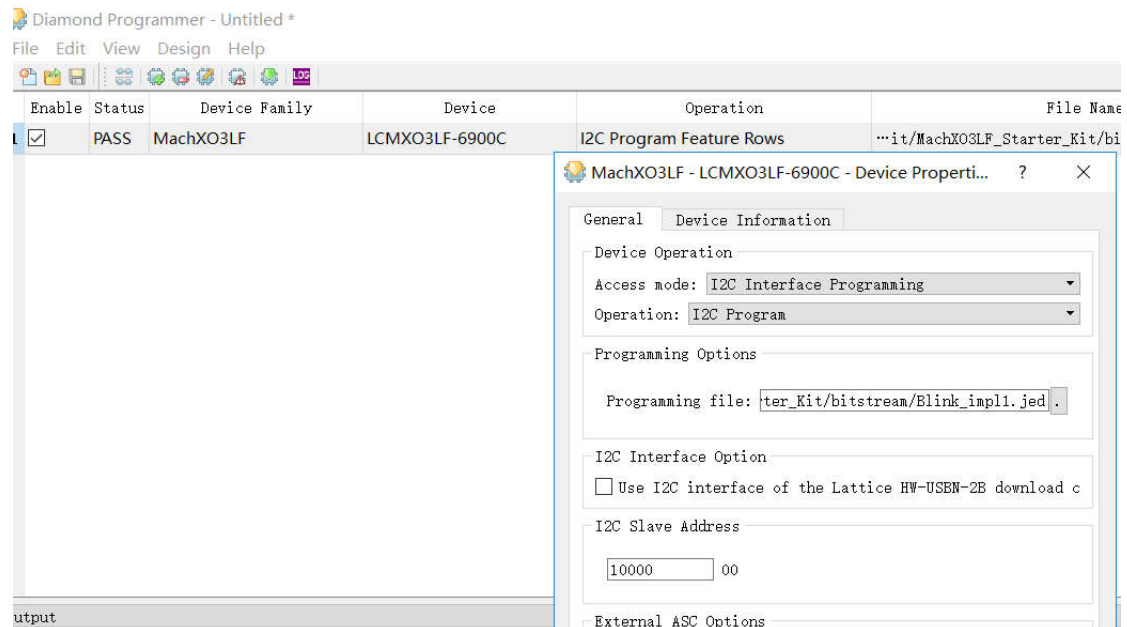 Diamond Programmer - Untitled *
File Edit View Design Help
LOG
Enable Status Device Family Device Operation File Name
1 PASS MachXO3LF LCMXO3LF-6900C I2C Program Feature Rows ···it/MachXO3LF_Starter_Kit/bi
MachXO3LF - LCMXO3LF-6900C - Device Properti... ? ×
General Device Information
Device Operation
Access mode: I2C Interface Programming
Operation: I2C Program
Programming Options
Programming file: ter_Kit/bitstream/Blink_impl1.jed .
I2C Interface Option
Use I2C interface of the Lattice HW-USBN-2B download c
I2C Slave Address
10000 00
External ASC Options
utput